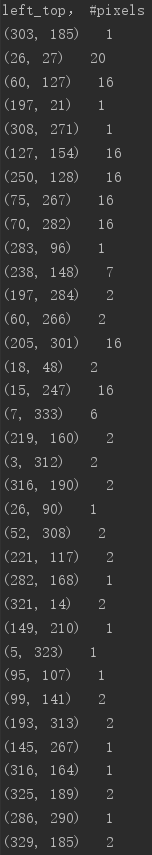 left_top， #pixels
(303, 185)   1
(26, 27)   20
(60, 127)   16
(197, 21)   1
(308, 271)   1
(127, 154)   16
(250, 128)   16
(75, 267)   16
(70, 282)   16
(283, 96)   1
(238, 148)   7
(197, 284)   2
(60, 266)   2
(205, 301)   16
(18, 48)   2
(15, 247)   16
(7, 333)   6
(219, 160)   2
(3, 312)   2
(316, 190)   2
(26, 90)   1
(52, 308)   2
(221, 117)   2
(282, 168)   1
(321, 14)   2
(149, 210)   1
(5, 323)   1
(95, 107)   1
(99, 141)   2
(193, 313)   2
(145, 267)   1
(316, 164)   1
(325, 189)   2
(286, 290)   1
(329, 185)   2